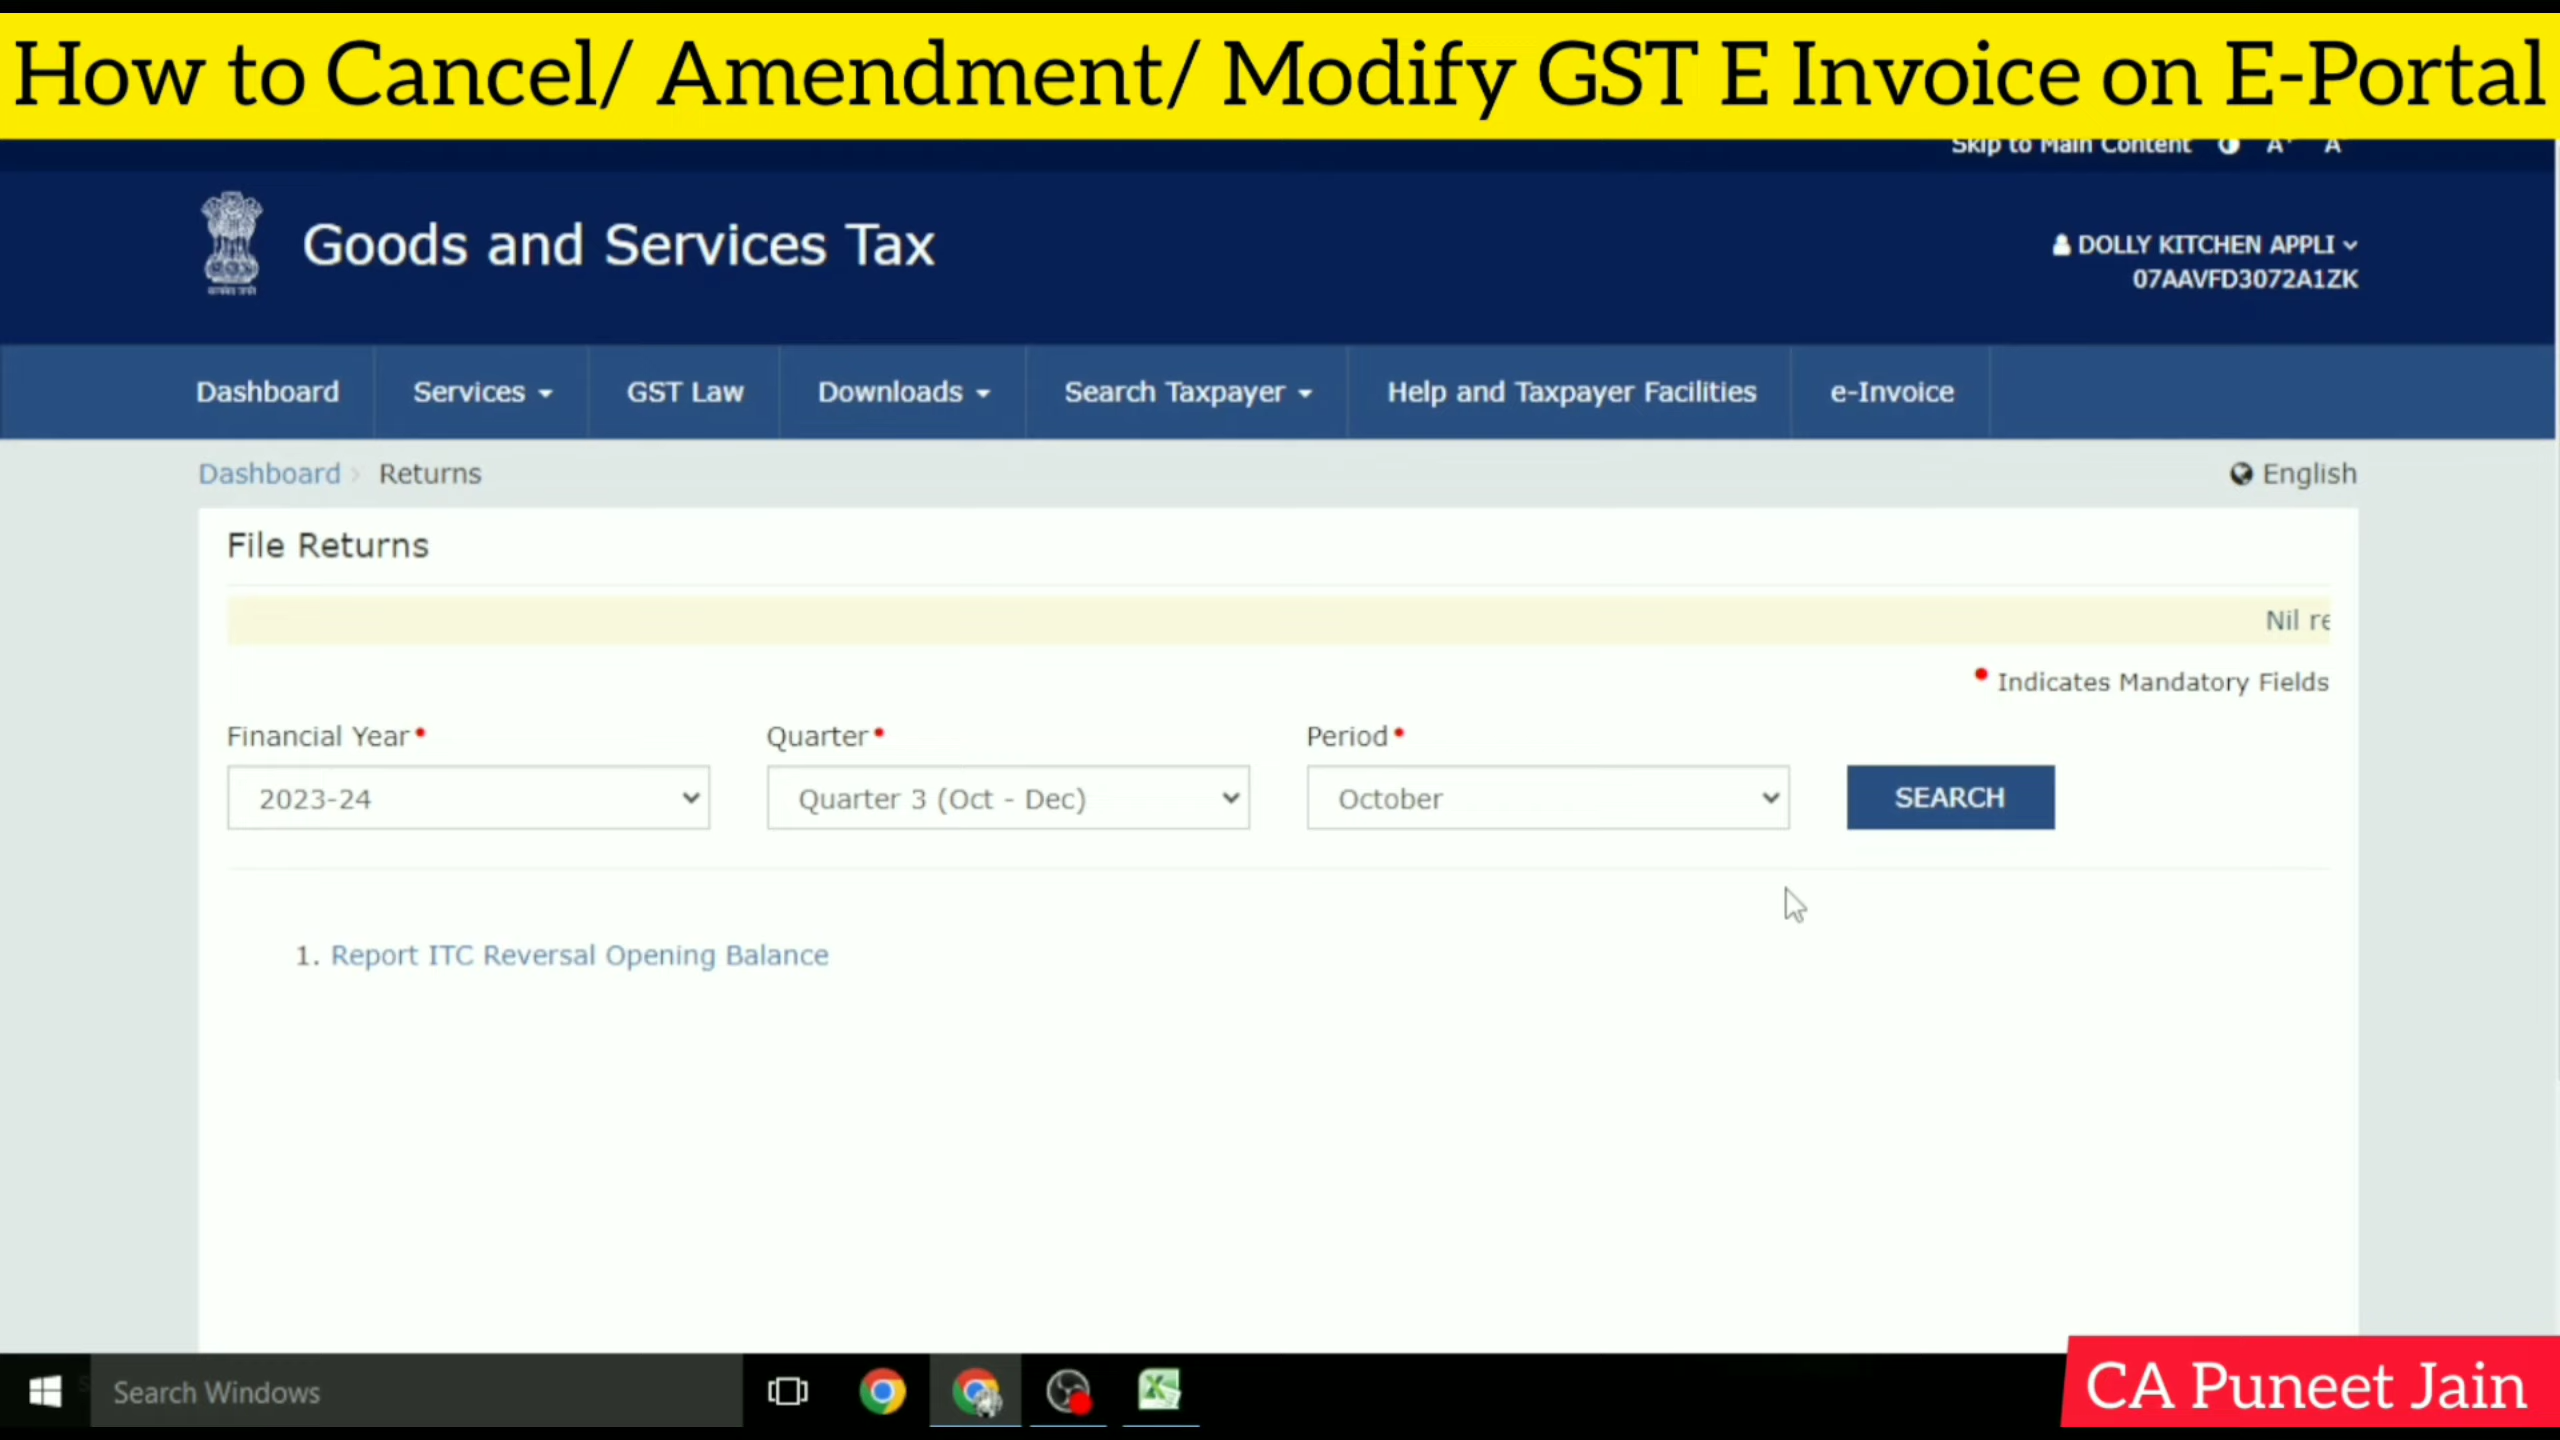 How to Cancel/ Amendment/ Modify GST E Invoice on E-Portal
Skip to Main Content A+ A
Goods and Services Tax
DOLLY KITCHEN APPLI
07AAVFD3072A1ZK
Dashboard Services GST Law Downloads Search Taxpayer Help and Taxpayer Facilities e-Invoice
Dashboard > Returns English
File Returns
Nil re
• Indicates Mandatory Fields
Financial Year• Quarter• Period•
2023-24 Quarter 3 (Oct - Dec) October SEARCH
1. Report ITC Reversal Opening Balance
Search Windows
CA Puneet Jain